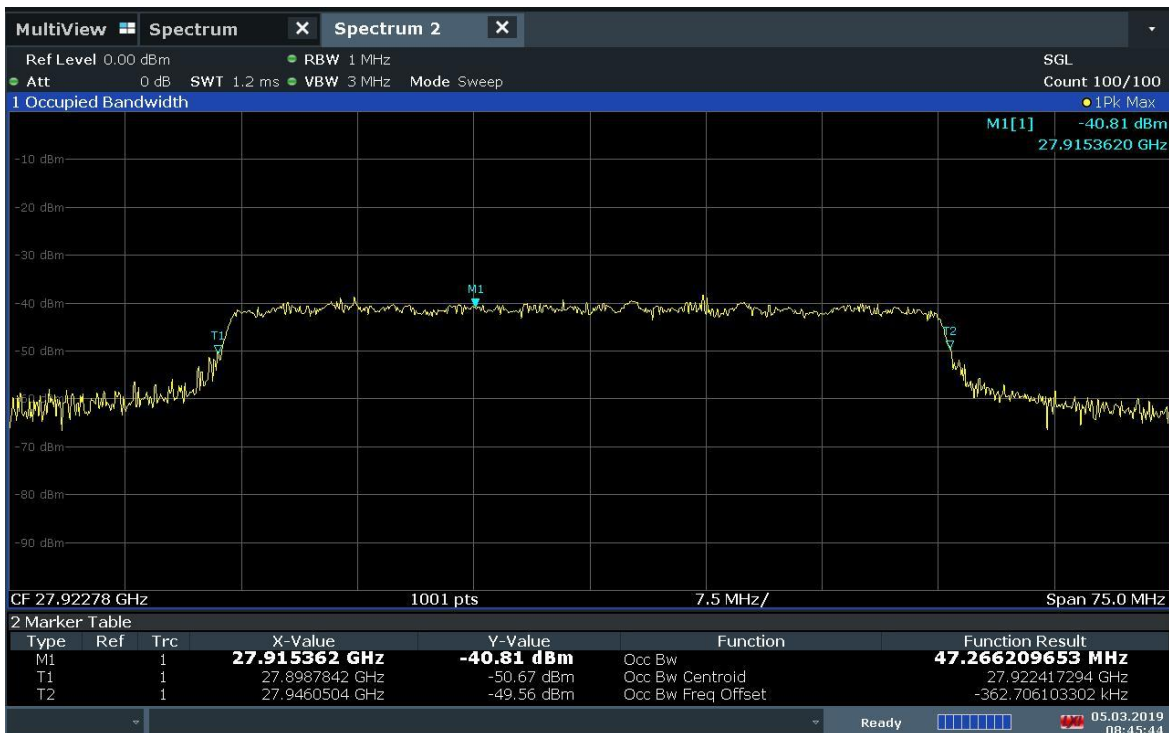 MultiView Spectrum X Spectrum 2 X
Ref Level 0.00 dBm RBW 1 MHz SGL
Att 0 dB SWT 1.2 ms VBW 3 MHz Mode Sweep Count 100/100
1 Occupied Bandwidth 1Pk Max
M1[1] -40.81 dBm
27.9153620 GHz
-10 dBm
-20 dBm
-30 dBm
M1
-40 dBm
T1 T2
-50 dBm
-70 dBm
-80 dBm
-90 dBm
CF 27.92278 GHz 1001 pts 7.5 MHz/ Span 75.0 MHz
2 Marker Table
Type Ref Trc X-Value Y-Value Function Function Result
M1 1 27.915362 GHz -40.81 dBm Occ Bw 47.266209653 MHz
T1 1 27.8987842 GHz -50.67 dBm Occ Bw Centroid 27.922417294 GHz
T2 1 27.9460504 GHz -49.56 dBm Occ Bw Freq Offset -362.706103302 kHz
Ready LXI 05.03.2019
08:45:44